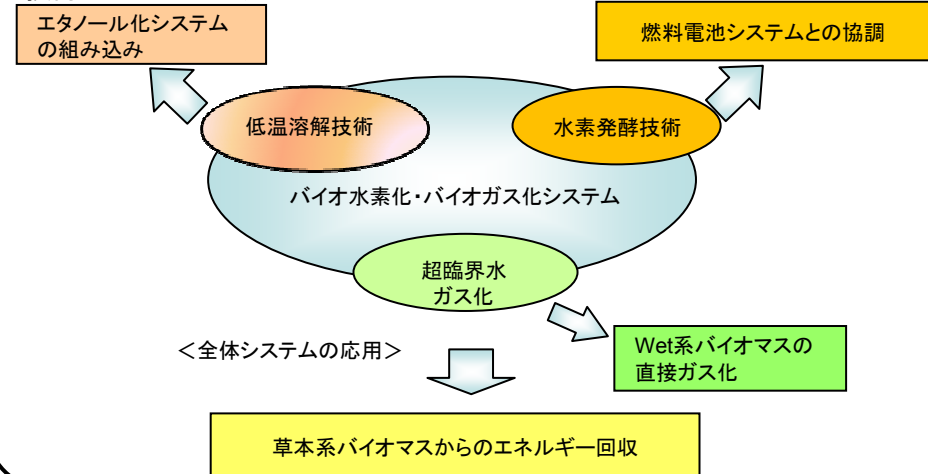 エタノール化システム
の組み込み
燃料電池システムとの協調
低温溶解技術
水素発酵技術
バイオ水素化・バイオガス化システム
超臨界水
ガス化
＜全体システムの応用＞
Wet系バイオマスの
直接ガス化
草本系バイオマスからのエネルギー回収